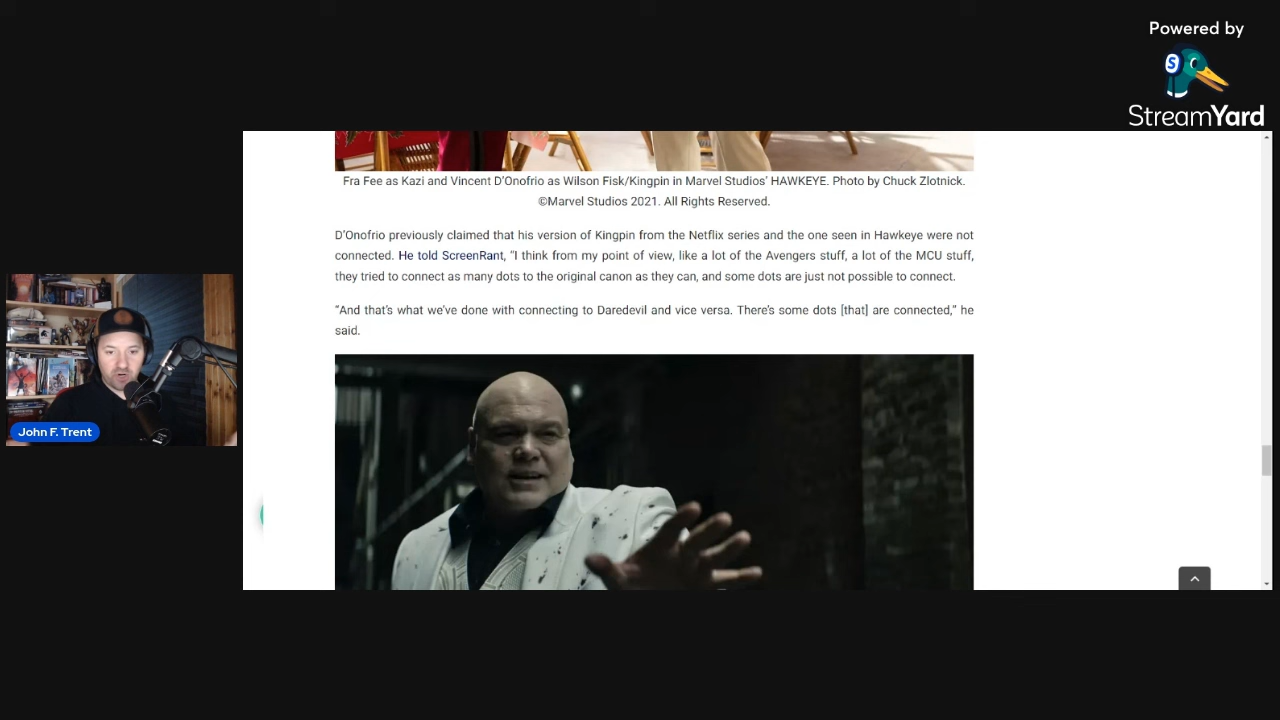 Powered by
S
StreamYard
Fra Fee as Kazi and Vincent D’Onofrio as Wilson Fisk/Kingpin in Marvel Studios’ HAWKEYE. Photo by Chuck Zlotnick.
©Marvel Studios 2021. All Rights Reserved.
D’Onofrio previously claimed that his version of Kingpin from the Netflix series and the one seen in Hawkeye were not
connected. He told ScreenRant, “I think from my point of view, like a lot of the Avengers stuff, a lot of the MCU stuff,
they tried to connect as many dots to the original canon as they can, and some dots are just not possible to connect.
“And that’s what we’ve done with connecting to Daredevil and vice versa. There’s some dots [that] are connected,” he
said.
John F. Trent